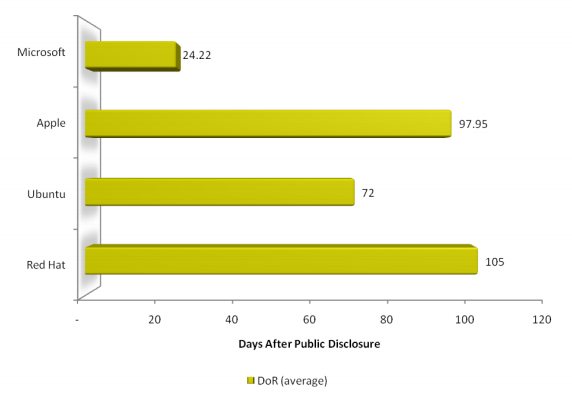 Microsoft
24.22
Apple
97.95
Ubuntu
72
Red Hat
105
- 20 40 60 80 100 120
Days After Public Disclosure
DoR (average)